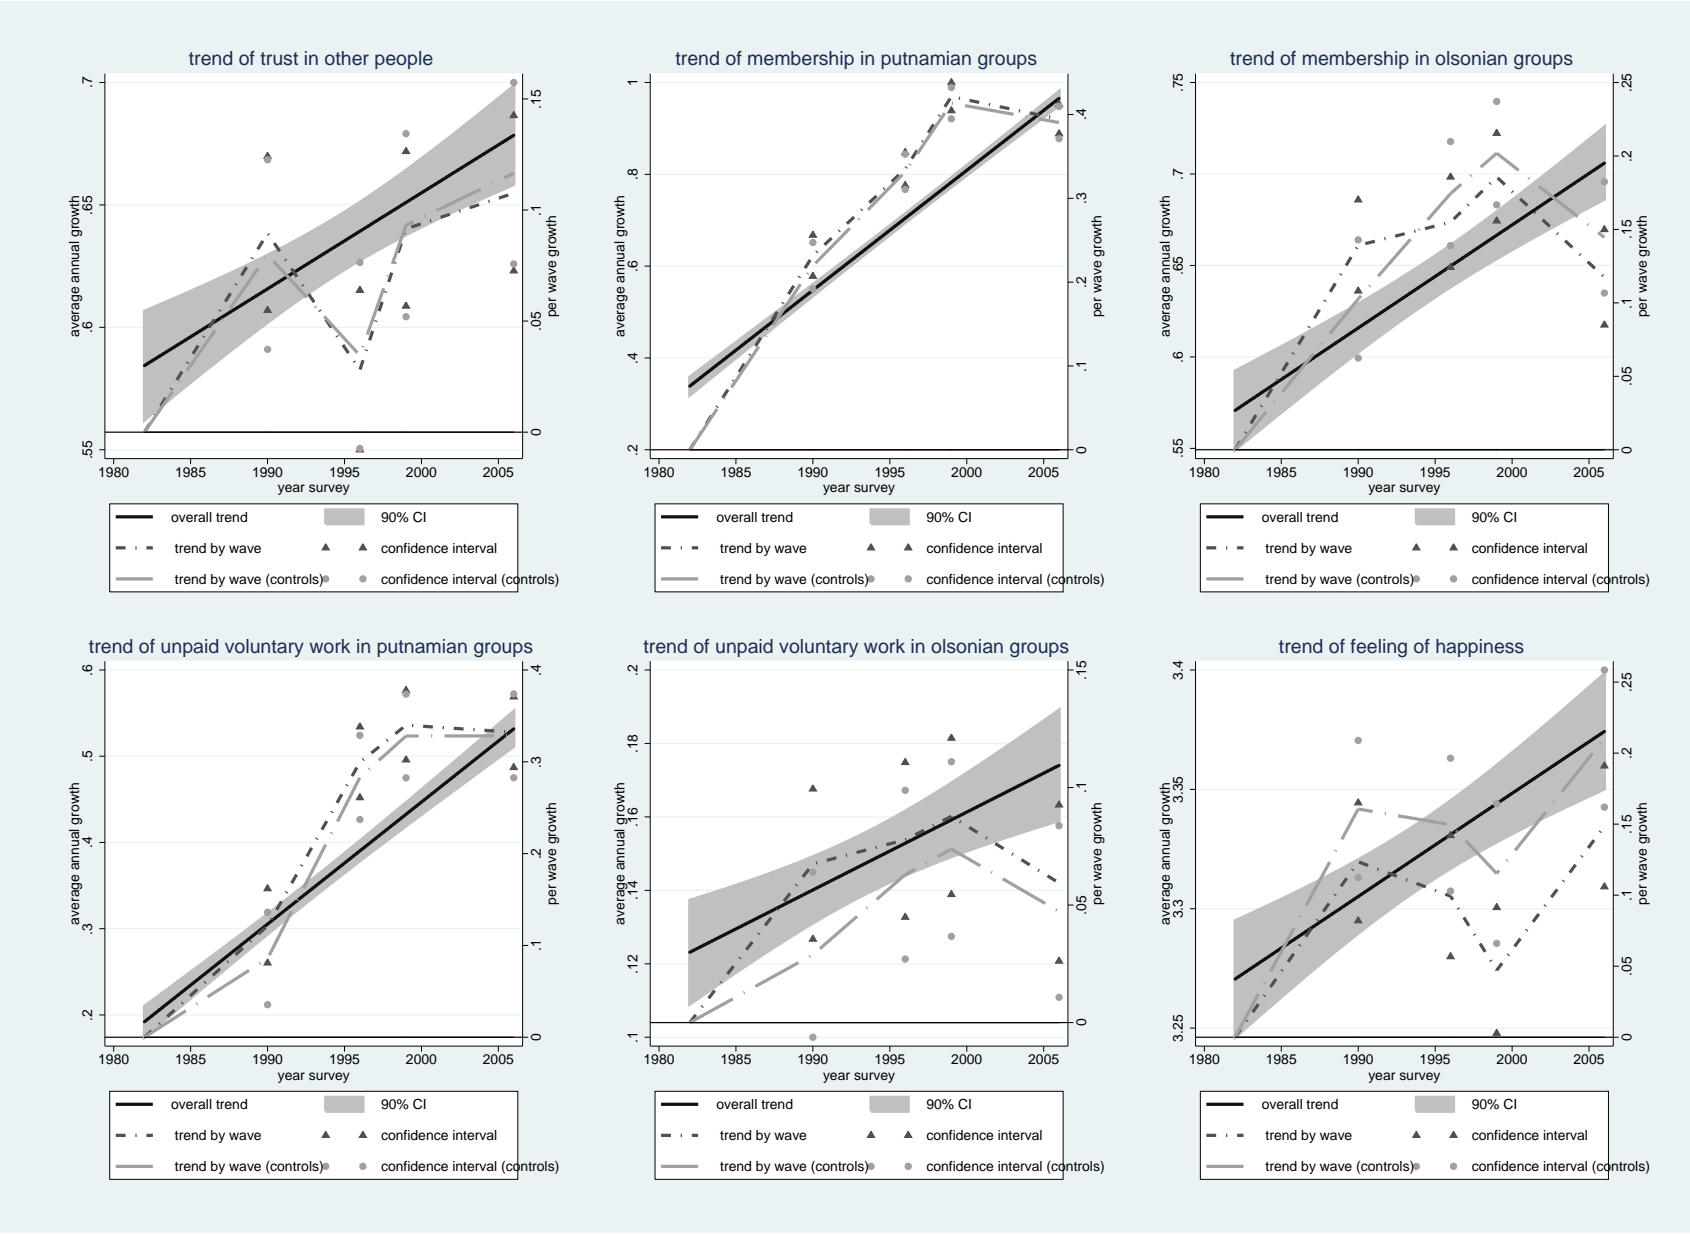 trend of trust in other people
average annual growth
.55 .6 .65 .7
per wave growth
0 .05 .1 .15
1980 1985 1990 1995 2000 2005
year survey
overall trend 90% CI
trend by wave confidence interval
trend by wave (controls) confidence interval (controls)
trend of membership in putnamian groups
average annual growth
.2 .4 .6 .8 1
per wave growth
0 .1 .2 .3 .4
1980 1985 1990 1995 2000 2005
year survey
overall trend 90% CI
trend by wave confidence interval
trend by wave (controls) confidence interval (controls)
trend of membership in olsonian groups
average annual growth
.55 .6 .65 .7 .75
per wave growth
0 .05 .1 .15 .2 .25
1980 1985 1990 1995 2000 2005
year survey
overall trend 90% CI
trend by wave confidence interval
trend by wave (controls) confidence interval (controls)
trend of unpaid voluntary work in putnamian groups
average annual growth
.2 .3 .4 .5 .6
per wave growth
0 .1 .2 .3 .4
1980 1985 1990 1995 2000 2005
year survey
overall trend 90% CI
trend by wave confidence interval
trend by wave (controls) confidence interval (controls)
trend of unpaid voluntary work in olsonian groups
average annual growth
.1 .12 .14 .16 .18 .2
per wave growth
0 .05 .1 .15
1980 1985 1990 1995 2000 2005
year survey
overall trend 90% CI
trend by wave confidence interval
trend by wave (controls) confidence interval (controls)
trend of feeling of happiness
average annual growth
3.25 3.3 3.35 3.4
per wave growth
0 .05 .1 .15 .2 .25
1980 1985 1990 1995 2000 2005
year survey
overall trend 90% CI
trend by wave confidence interval
trend by wave (controls) confidence interval (controls)